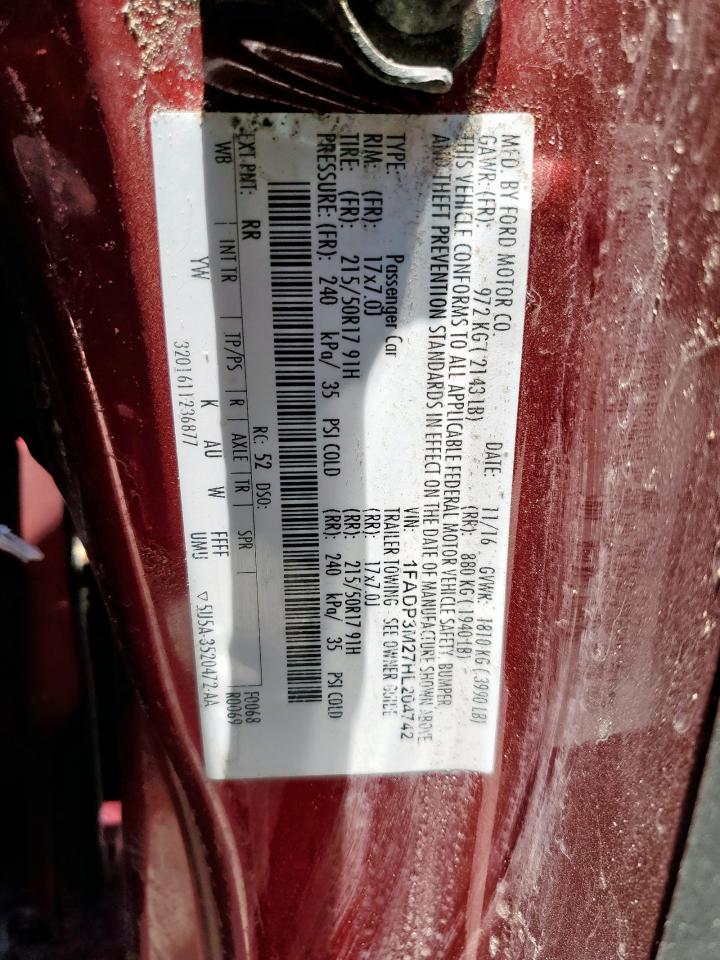 MFD. BY FORD MOTOR CO. DATE: 11/16 GVWR: 1810 KG ( 3990 LB)
GAWR: (FR): 972 KG ( 2143 LB) (RR): 880 KG ( 1940 LB)
THIS VEHICLE CONFORMS TO ALL APPLICABLE FEDERAL MOTOR VEHICLE SAFETY, BUMPER,
AND THEFT PREVENTION STANDARDS IN EFFECT ON THE DATE OF MANUFACTURE SHOWN ABOVE.
VIN: 1FADP3M27HL204742
TYPE: Passenger Car TRAILER TOWING - SEE OWNER GUIDE
RIM: (FR): 17x7.0J (RR): 17x7.0J
TIRE: (FR): 215/50R17 91H (RR): 215/50R17 91H
PRESSURE: (FR): 240 kPa/ 35 PSI COLD (RR): 240 kPa/ 35 PSI COLD
EXT PNT: RR RC: 52 DSO: F0068
WB INT TR TP/PS R AXLE TR SPR R0069
YW K AU W FFFF
UMIJ
3201611236877 ▽ 5U5A-3520472-AA